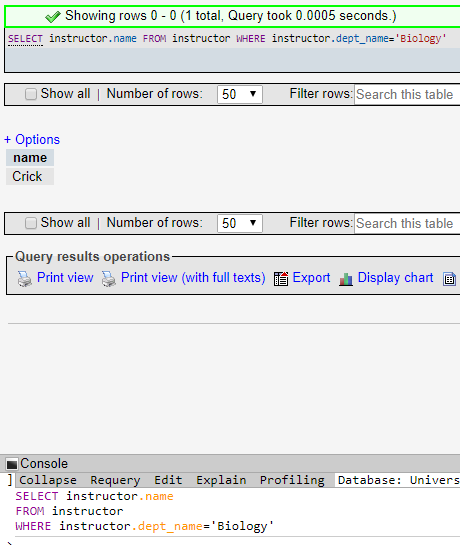 Showing rows 0 - 0 (1 total, Query took 0.0005 seconds.)
SELECT instructor.name FROM instructor WHERE instructor.dept_name='Biology'
Show all | Number of rows: 50 Filter rows: Search this table
+ Options
name
Crick
Show all | Number of rows: 50 Filter rows: Search this table
Query results operations
Print view Print view (with full texts) Export Display chart
Console
] Collapse Requery Edit Explain Profiling Database: Univers
SELECT instructor.name
FROM instructor
WHERE instructor.dept_name='Biology'